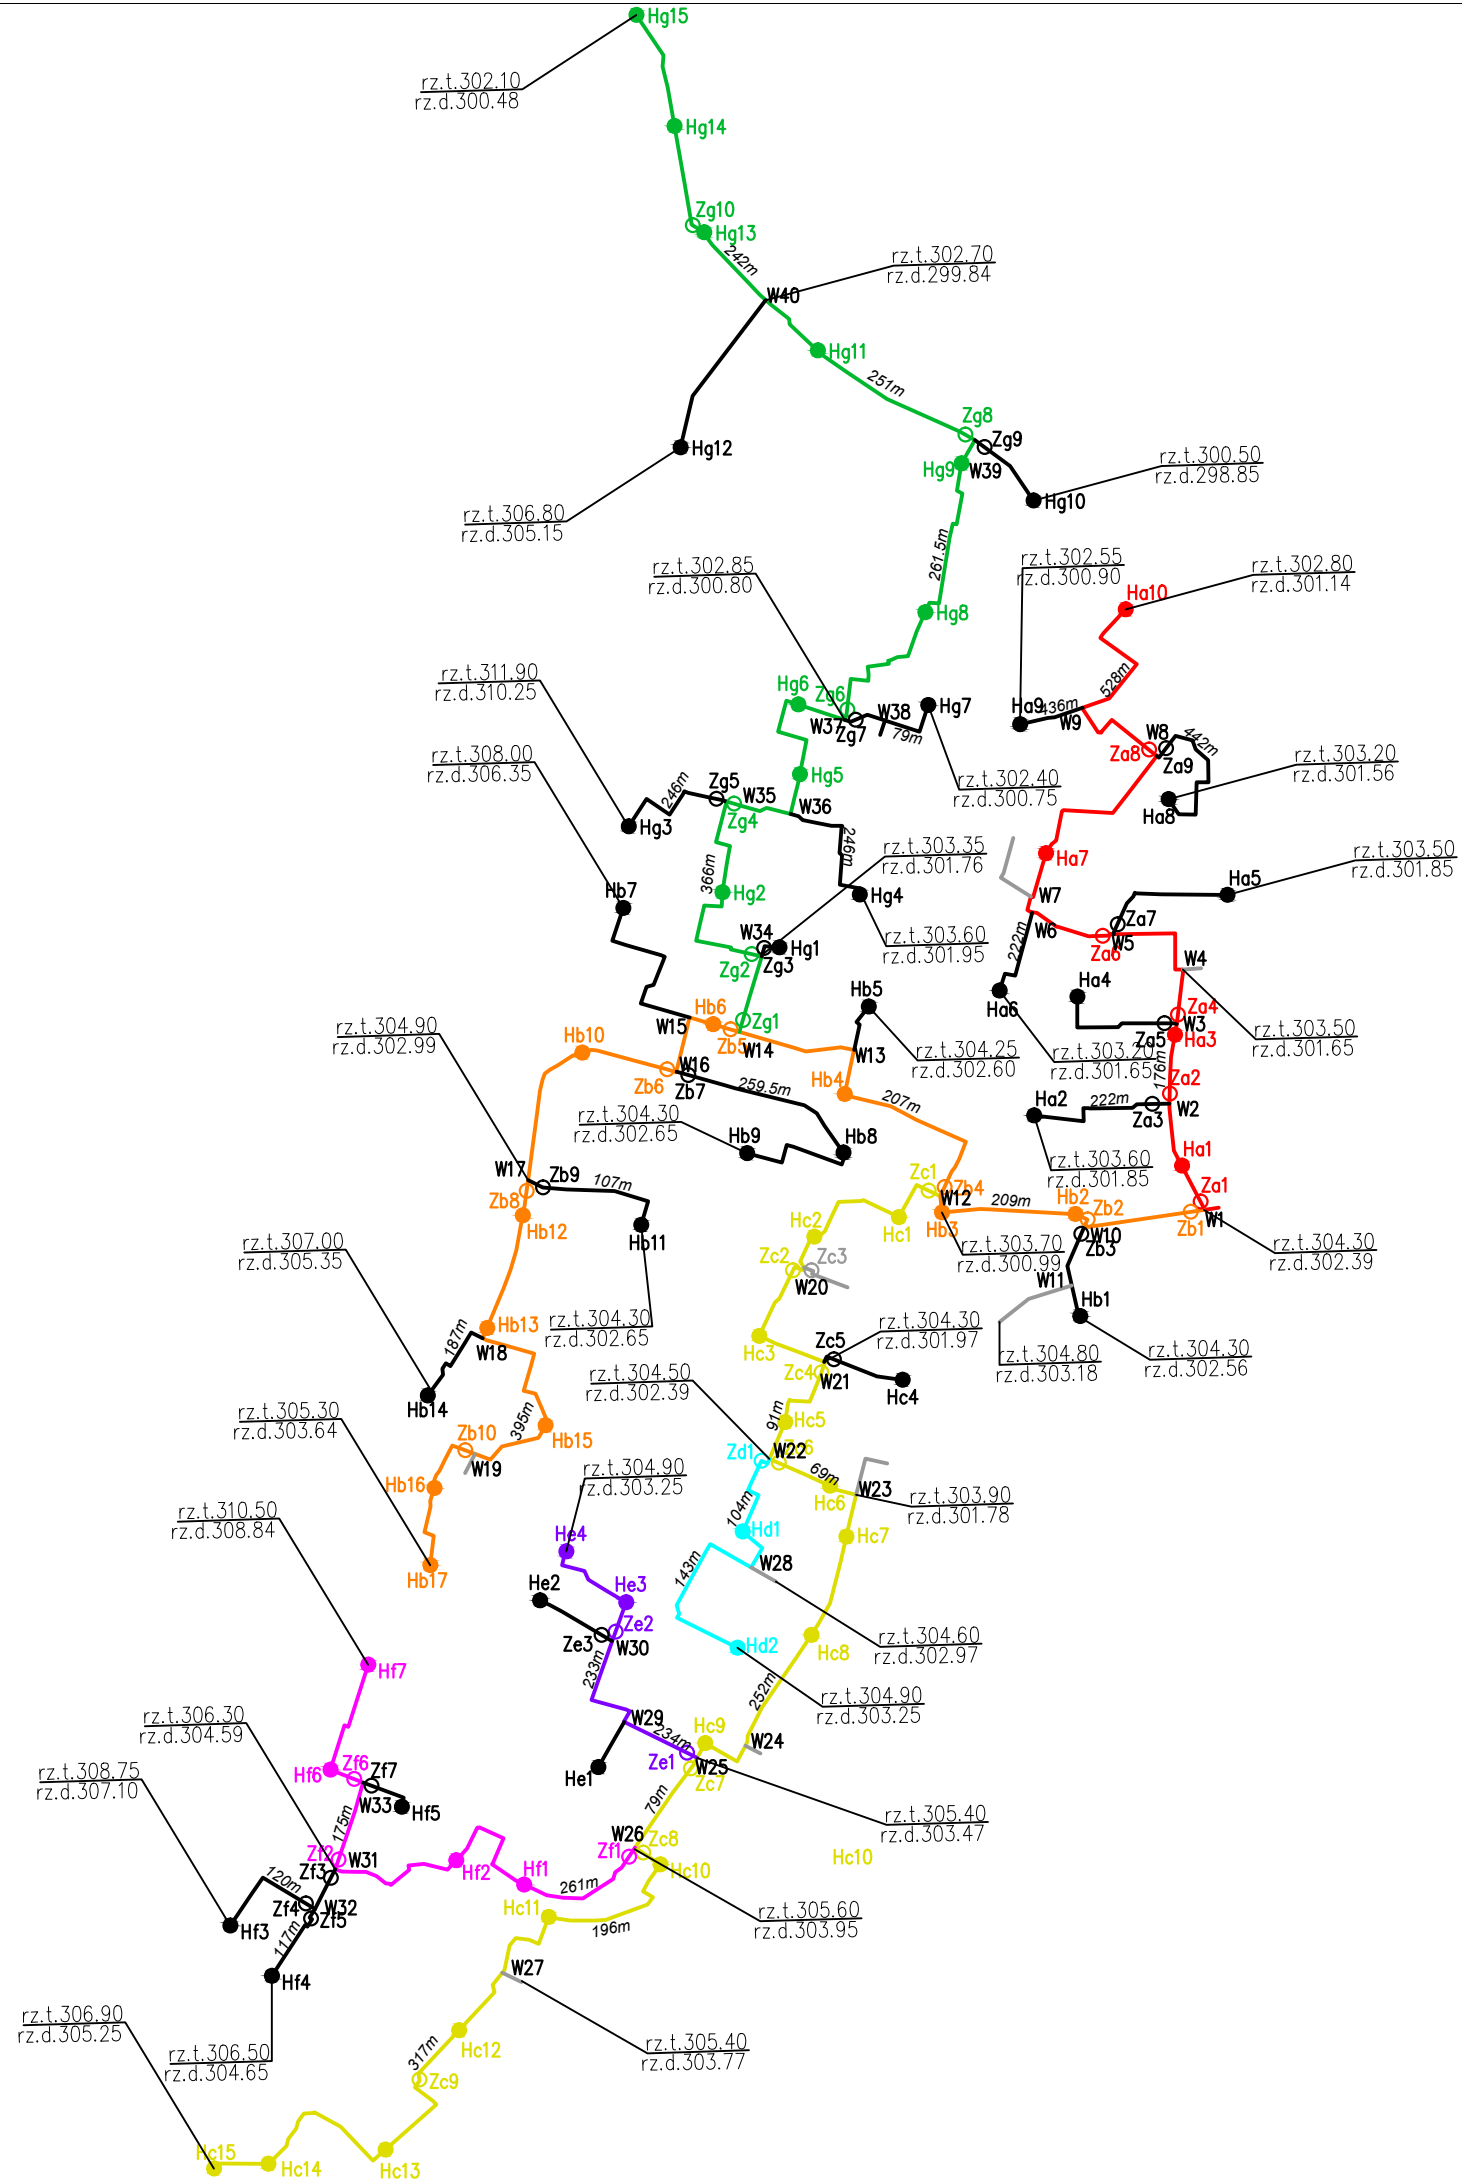 Hg15
rz.t.302.10
rz.d.300.48
Hg14
Zg10
Hg13
242m
rz.t.302.70
rz.d.299.84
W40
Hg11
251m
Zg8
Zg9
Hg12
Hg9
W39
rz.t.300.50
rz.d.298.85
Hg10
rz.t.306.80
rz.d.305.15
261.5m
rz.t.302.85
rz.d.300.80
rz.t.302.55
rz.d.300.90
rz.t.302.80
rz.d.301.14
Ha10
Hg8
rz.t.311.90
rz.d.310.25
Hg6
Zg6
528m
W37
Zg7
W38
Hg7
79m
Ha9
436m
W9
W8
442m
Za8
Za9
rz.t.308.00
rz.d.306.35
rz.t.303.20
rz.d.301.56
Hg5
rz.t.302.40
rz.d.300.75
246m
Zg5
W35
Hg3
Zg4
W36
Ha8
246m
rz.t.303.35
rz.d.301.76
Ha7
rz.t.303.50
rz.d.301.85
366m
Hb7
Hg2
Hg4
W7
Ha5
Za7
W34
Hg1
rz.t.303.60
rz.d.301.95
W6
222m
Za6
W5
Zg2
Zg3
W4
Ha6
Ha4
Hb5
Za4
rz.t.303.50
rz.d.301.65
rz.t.304.90
rz.d.302.99
Hb6
W15
Zg1
Zb5
W14
W3
Za5
Ha3
Hb10
W13
rz.t.304.25
rz.d.302.60
rz.t.303.20
rz.d.301.65
176m
W16
Zb6
Zb7
259.5m
Hb4
207m
Za2
Ha2
222m
Za3
W2
rz.t.304.30
rz.d.302.65
Hb9
Hb8
rz.t.303.60
rz.d.301.85
Ha1
W17
Zb9
107m
Zc1
Zb4
Za1
Zb8
W12
209m
Hb2
Zb2
Zb1
W1
Hb12
Hb11
Hc2
Hc1
Hb3
W10
Zb3
rz.t.307.00
rz.d.305.35
Zc2
Zc3
W20
rz.t.303.70
rz.d.300.99
rz.t.304.30
rz.d.302.39
W11
Hb1
Hb13
187m
W18
rz.t.304.30
rz.d.302.65
Hc3
Zc5
rz.t.304.30
rz.d.301.97
rz.t.304.80
rz.d.303.18
rz.t.304.30
rz.d.302.56
rz.t.304.50
rz.d.302.39
Zc4
W21
Hc4
Hb14
rz.t.305.30
rz.d.303.64
395m
Hb15
91m
Hc5
Zb10
W19
Zd1
W22
Zc6
69m
rz.t.304.90
rz.d.303.25
Hb16
Hc6
W23
rz.t.303.90
rz.d.301.78
rz.t.310.50
rz.d.308.84
104m
Hd1
Hc7
He4
Hb17
143m
W28
He2
He3
Ze2
Ze3
W30
Hc8
rz.t.304.60
rz.d.302.97
Hd2
Hf7
233m
252m
rz.t.304.90
rz.d.303.25
rz.t.306.30
rz.d.304.59
W29
234m
Hc9
W24
Ze1
W25
Zc7
He1
Hf6
Zf6
Zf7
rz.t.308.75
rz.d.307.10
W33
Hf5
79m
rz.t.305.40
rz.d.303.47
175m
W26
Zc8
Zf1
Hc10
Hc10
Zf2
W31
Hf2
Hf1
261m
Zf3
120m
Zf4
W32
Zf5
Hf3
117m
Hc11
196m
rz.t.305.60
rz.d.303.95
Hf4
W27
rz.t.306.90
rz.d.305.25
Hc12
rz.t.305.40
rz.d.303.77
rz.t.306.50
rz.d.304.65
317m
Zc9
Hc15
Hc14
Hc13